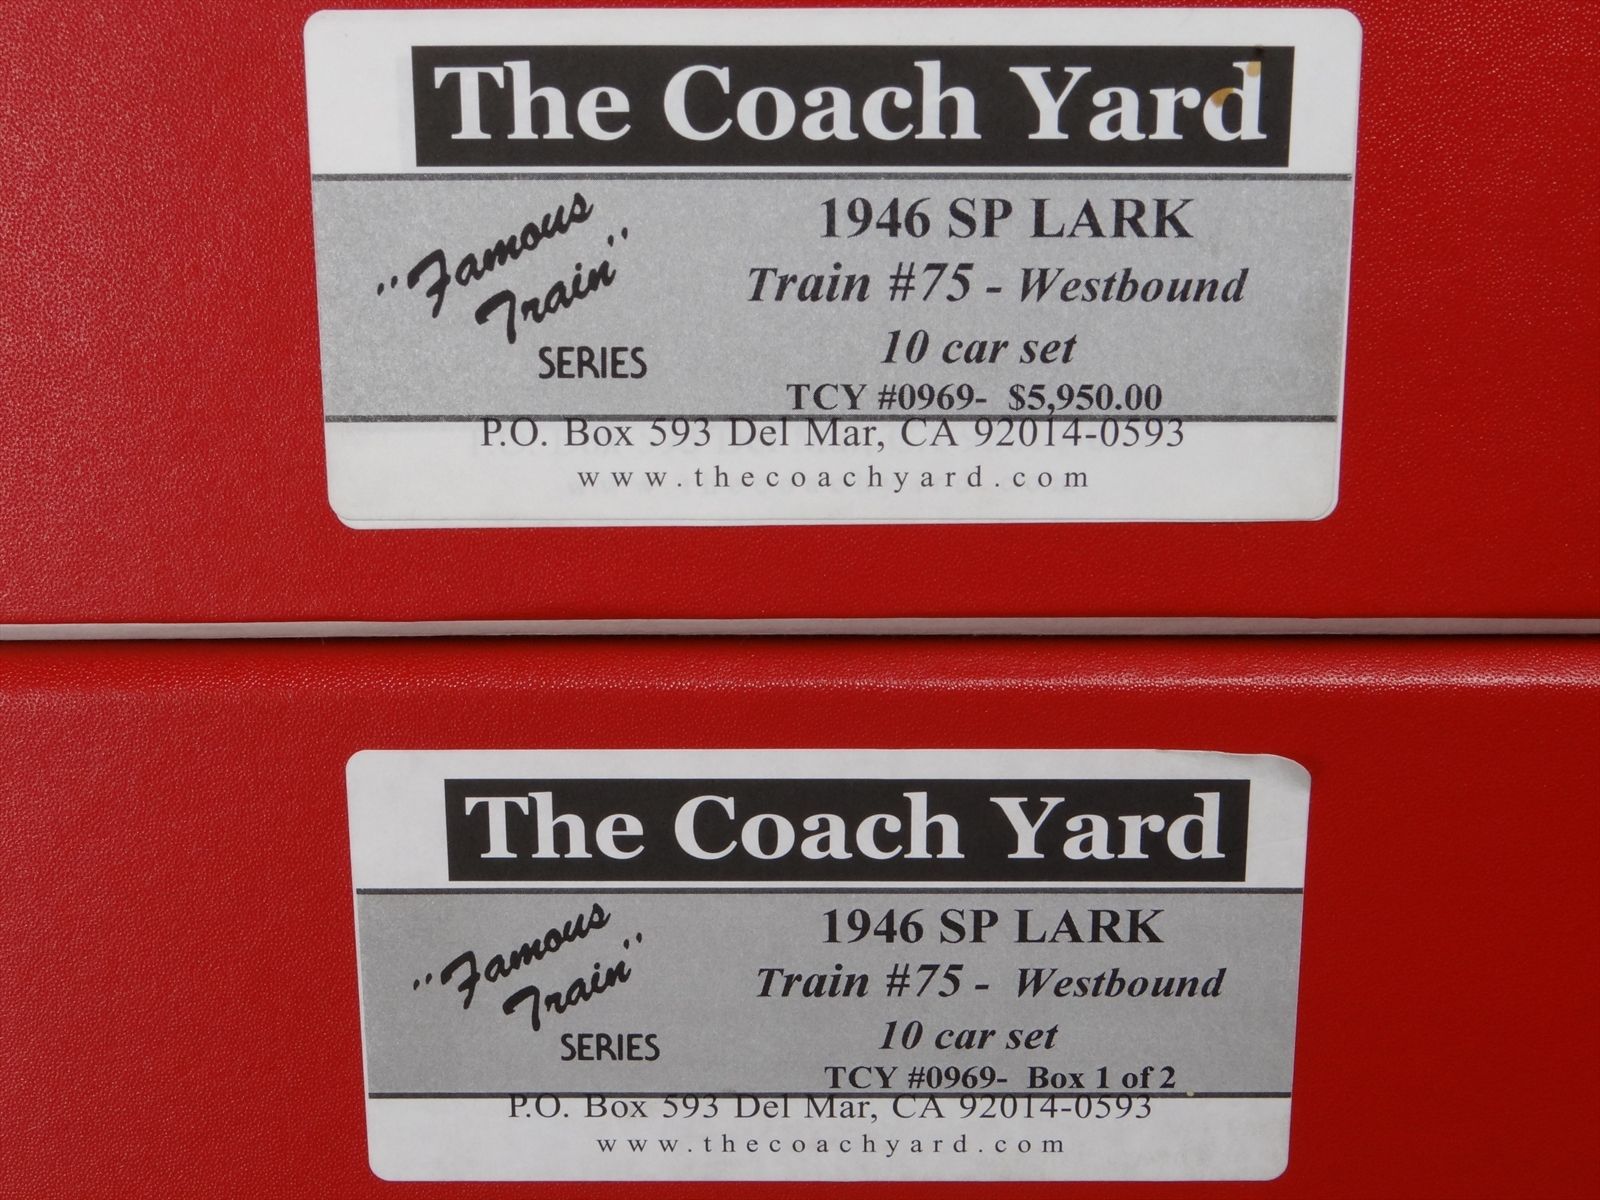 The Coach Yard
"Famous
Train"
SERIES
1946 SP LARK
Train #75 - Westbound
10 car set
TCY #0969- $5,950.00
P.O. Box 593 Del Mar, CA 92014-0593
www.thecoachyard.com
The Coach Yard
"Famous
Train"
SERIES
1946 SP LARK
Train #75 - Westbound
10 car set
TCY #0969- Box 1 of 2
P.O. Box 593 Del Mar, CA 92014-0593
www.thecoachyard.com